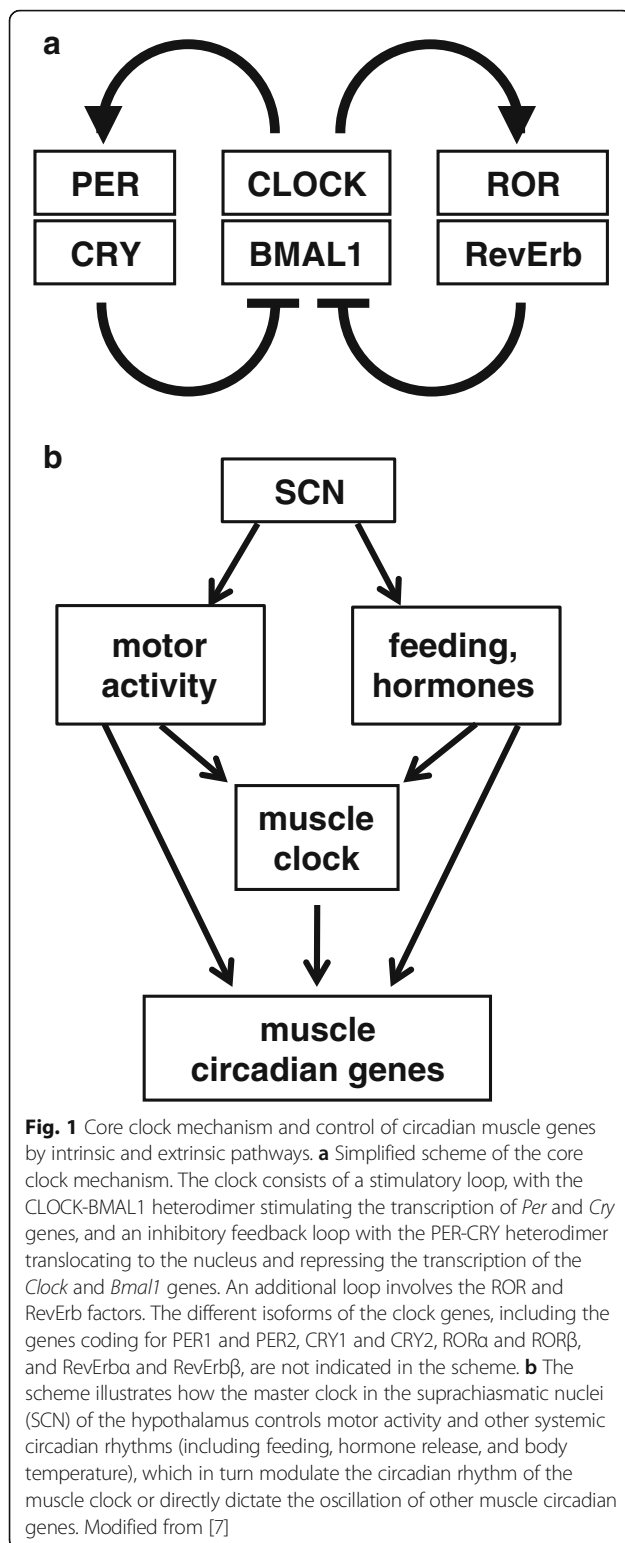 a
PER
CLOCK
ROR
CRY
BMAL1
RevErb
b
SCN
motor
activity
feeding,
hormones
muscle
clock
muscle
circadian genes
Fig. 1 Core clock mechanism and control of circadian muscle genes
by intrinsic and extrinsic pathways. a Simplified scheme of the core
clock mechanism. The clock consists of a stimulatory loop, with the
CLOCK-BMAL1 heterodimer stimulating the transcription of Per and Cry
genes, and an inhibitory feedback loop with the PER-CRY heterodimer
translocating to the nucleus and repressing the transcription of the
Clock and Bmal1 genes. An additional loop involves the ROR and
RevErb factors. The different isoforms of the clock genes, including the
genes coding for PER1 and PER2, CRY1 and CRY2, RORα and RORβ,
and RevErbα and RevErbβ, are not indicated in the scheme. b The
scheme illustrates how the master clock in the suprachiasmatic nuclei
(SCN) of the hypothalamus controls motor activity and other systemic
circadian rhythms (including feeding, hormone release, and body
temperature), which in turn modulate the circadian rhythm of the
muscle clock or directly dictate the oscillation of other muscle circadian
genes. Modified from [7]